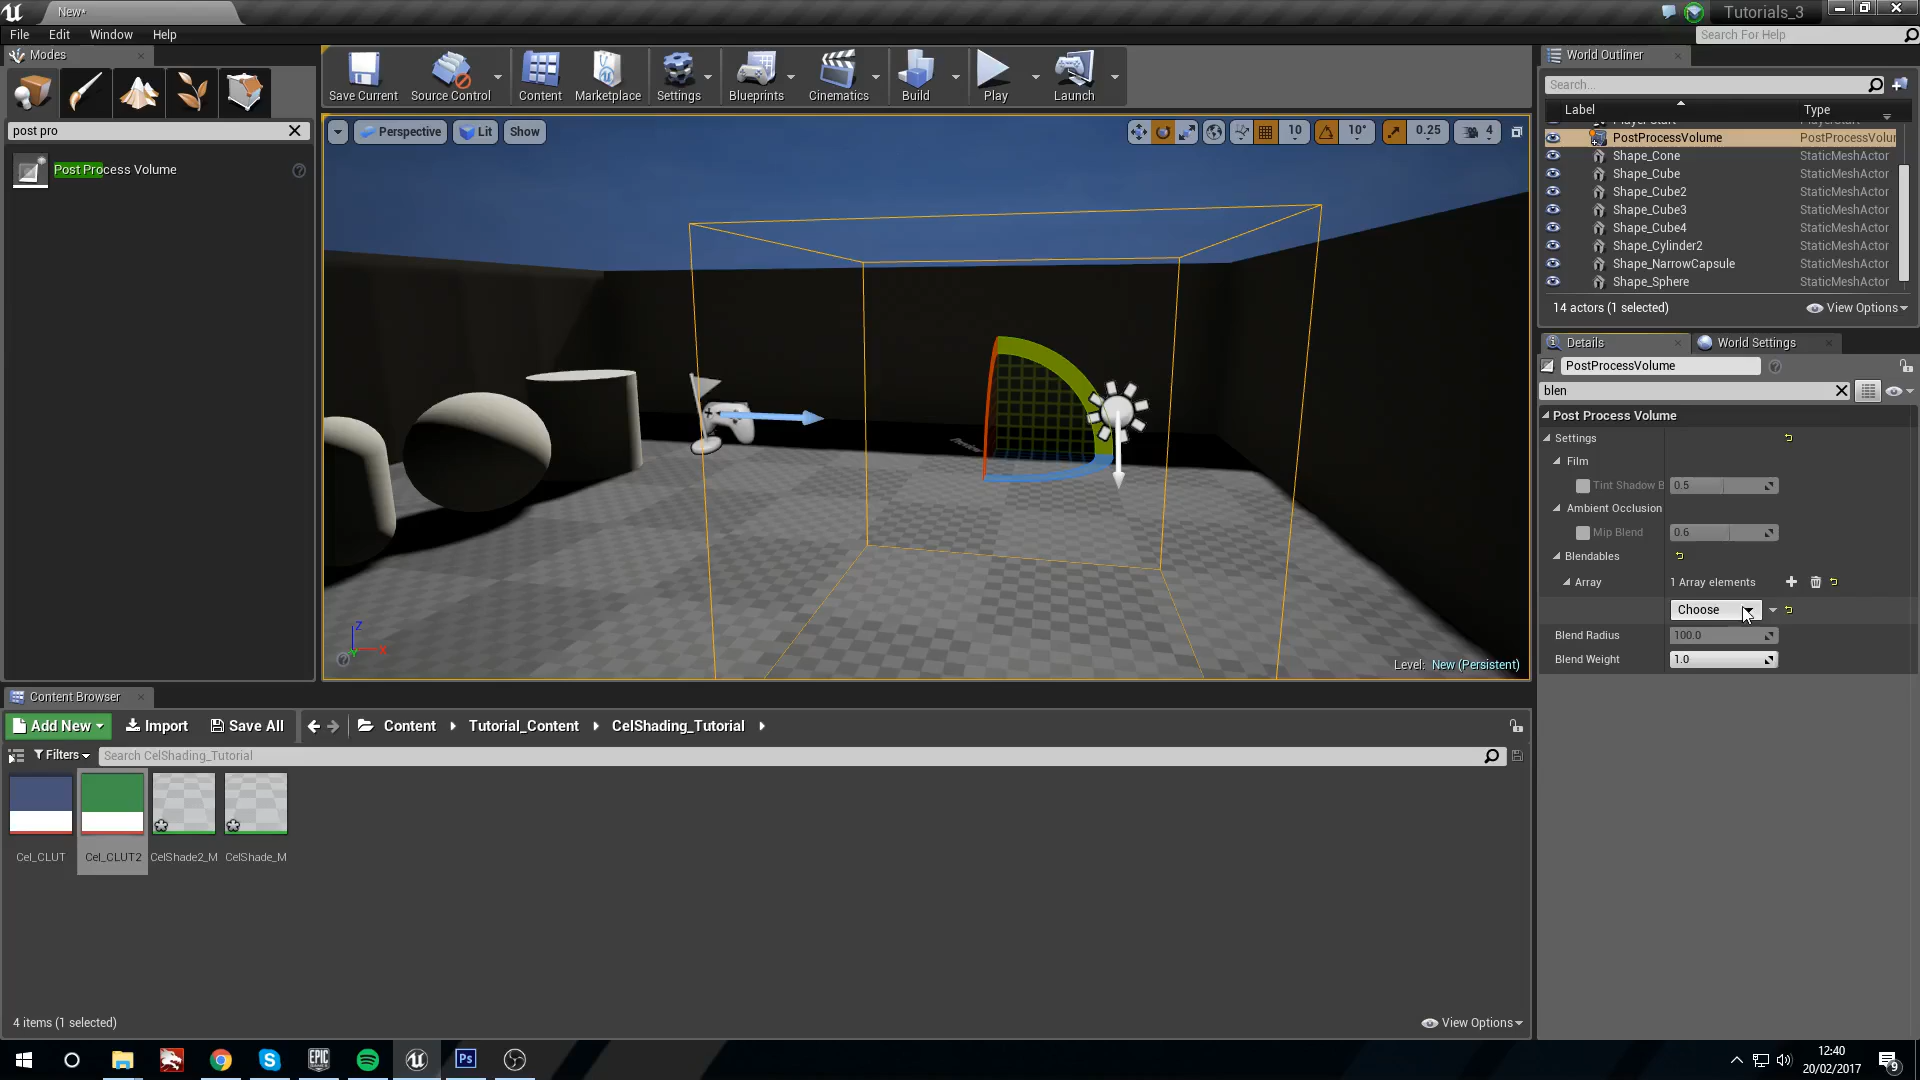 New*
Tutorials_3
File Edit Window Help
Search For Help
Modes
post pro
Post Process Volume
Save Current
Source Control
Content
Marketplace
Settings
Blueprints
Cinematics
Build
Play
Launch
Perspective
Lit
Show
10
10°
0.25
4
Z
X
Level: New (Persistent)
World Outliner
Search...
Label Type
PostProcessVolume PostProcessVolur
Shape_Cone StaticMeshActor
Shape_Cube StaticMeshActor
Shape_Cube2 StaticMeshActor
Shape_Cube3 StaticMeshActor
Shape_Cube4 StaticMeshActor
Shape_Cylinder2 StaticMeshActor
Shape_NarrowCapsule StaticMeshActor
Shape_Sphere StaticMeshActor
14 actors (1 selected)
View Options
Details
World Settings
PostProcessVolume
blen
Post Process Volume
Settings
Film
Tint Shadow B 0.5
Ambient Occlusion
Mip Blend 0.6
Blendables
Array 1 Array elements
Choose
Blend Radius 100.0
Blend Weight 1.0
Content Browser
Add New
Import
Save All
Content
Tutorial_Content
CelShading_Tutorial
Filters
Search CelShading_Tutorial
Cel_CLUT
Cel_CLUT2
CelShade2_M
CelShade_M
4 items (1 selected)
View Options
EPIC
Ps
12:40
20/02/2017
9